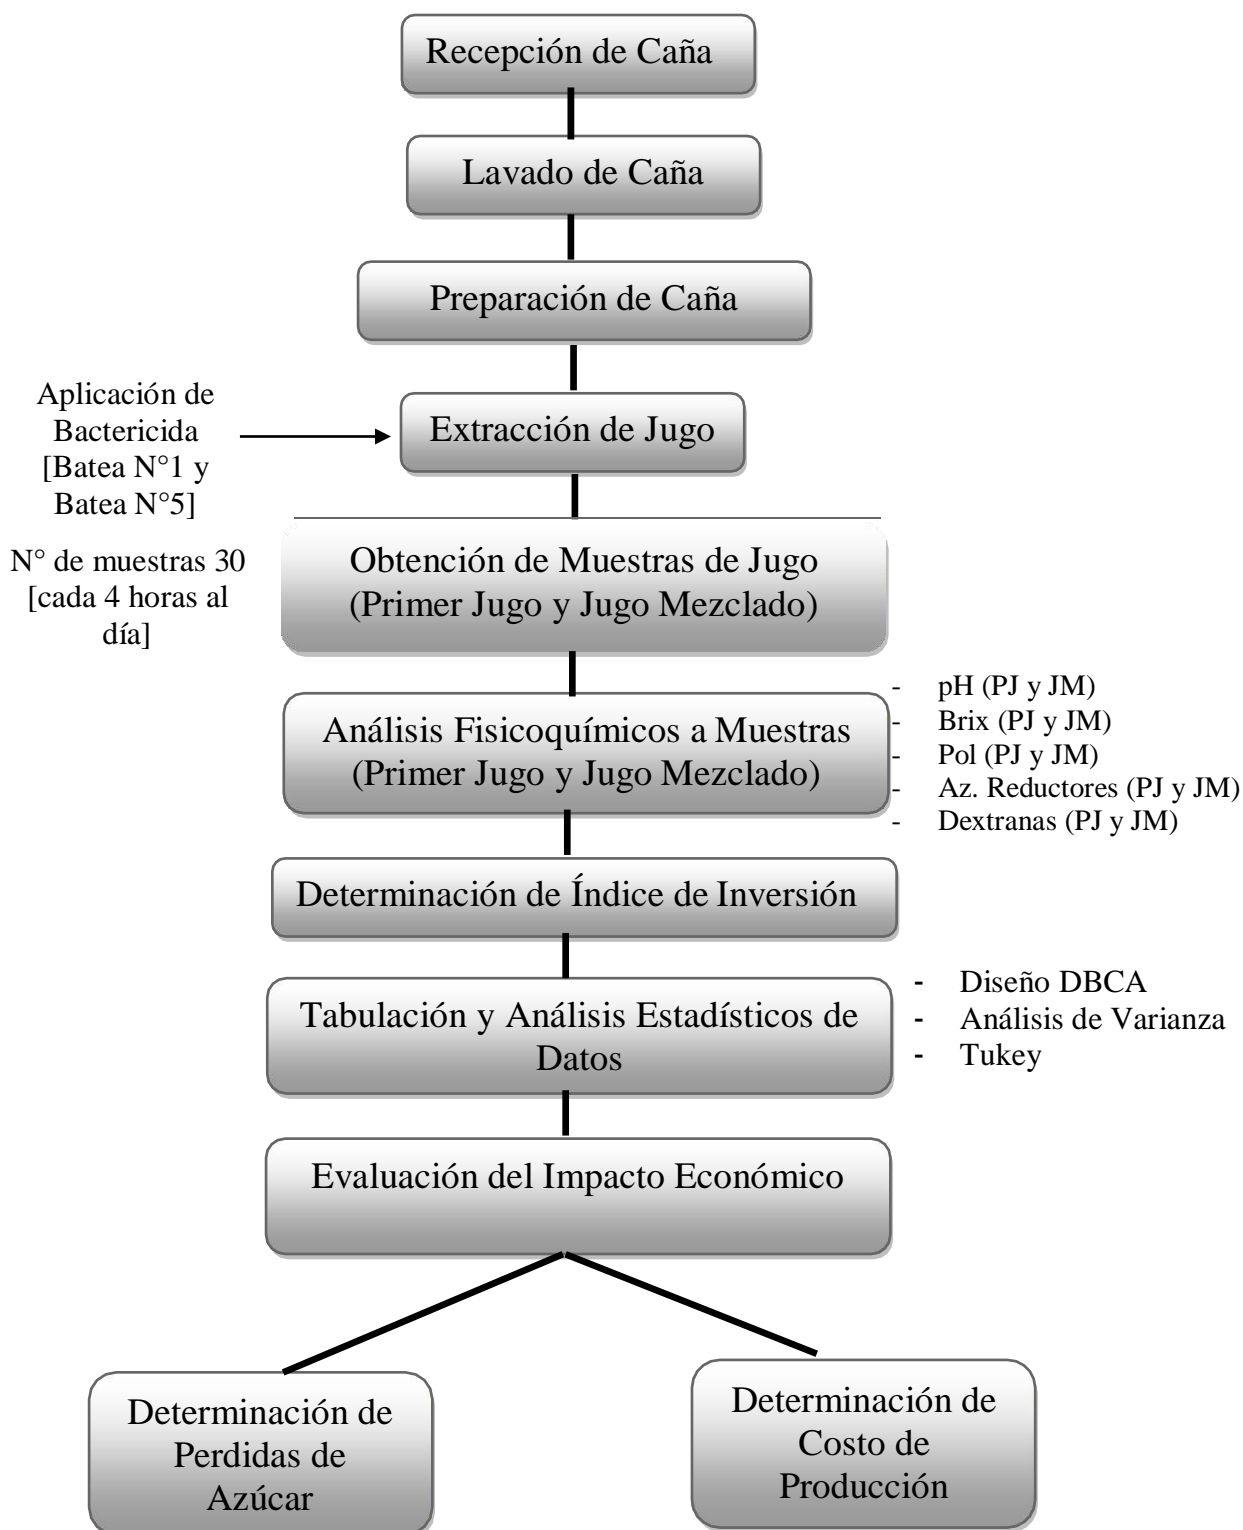 Recepción de Caña
Lavado de Caña
Preparación de Caña
Aplicación de
Bactericida
[Batea N°1 y
Batea N°5]
Extracción de Jugo
N° de muestras 30
[cada 4 horas al
día]
Obtención de Muestras de Jugo
(Primer Jugo y Jugo Mezclado)
Análisis Fisicoquímicos a Muestras
(Primer Jugo y Jugo Mezclado)
- pH (PJ y JM)
- Brix (PJ y JM)
- Pol (PJ y JM)
- Az. Reductores (PJ y JM)
- Dextranas (PJ y JM)
Determinación de Índice de Inversión
Tabulación y Análisis Estadísticos de
Datos
- Diseño DBCA
- Análisis de Varianza
- Tukey
Evaluación del Impacto Económico
Determinación de
Perdidas de
Azúcar
Determinación de
Costo de
Producción